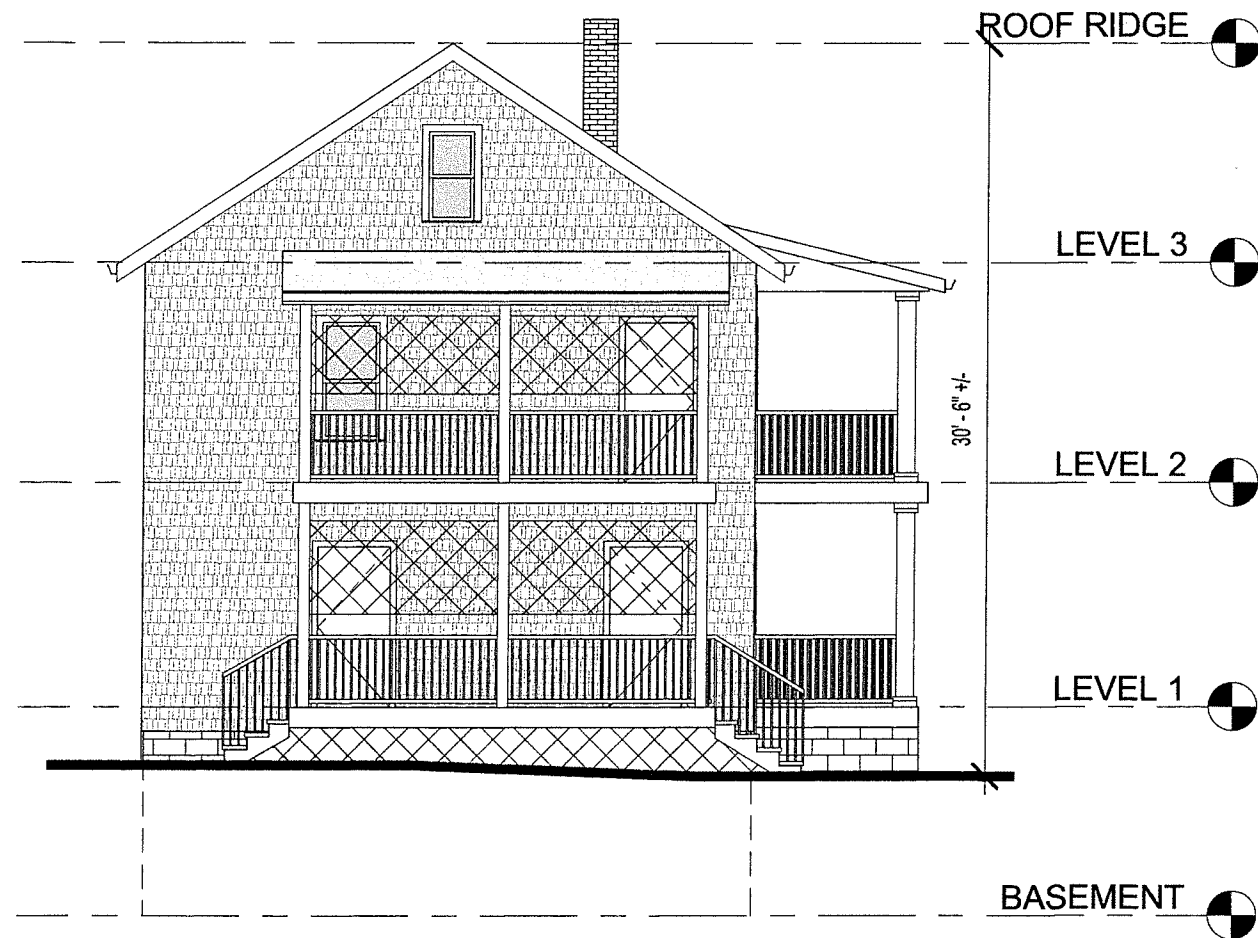 ROOF RIDGE
LEVEL 3
30' - 6" +/-
LEVEL 2
LEVEL 1
BASEMENT